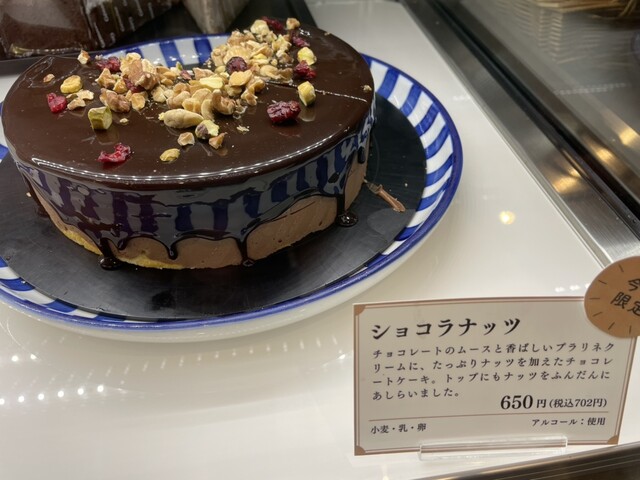 ショコラナッツ
チョコレートのムースと香ばしいプラリネク
リームに、たっぷりナッツを加えたチョコレ
ートケーキ。トップにもナッツをふんだんに
あしらいました。
650円(税込702円)
小麦・乳・卵 アルコール：使用
今
限定